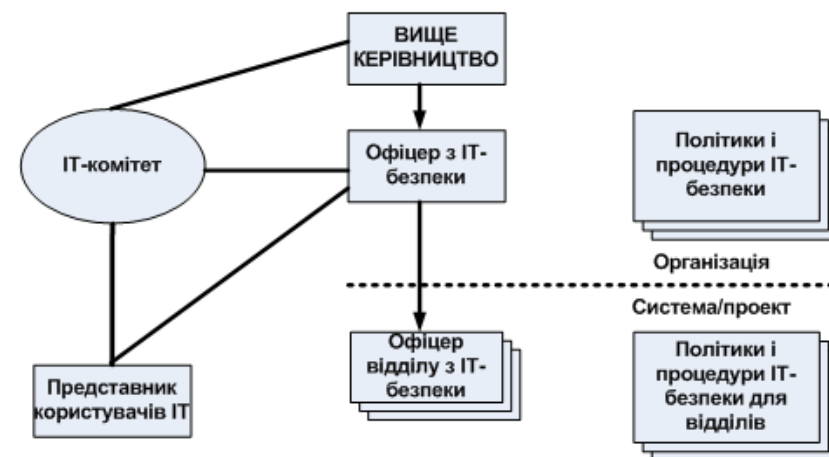 ВИЩЕ
КЕРІВНИЦТВО
ІТ-комітет
Офіцер з ІТ-
безпеки
Політики і
процедури ІТ-
безпеки
Організація
Система/проект
Офіцер
відділу з ІТ-
безпеки
Політики і
процедури ІТ-
безпеки для
відділів
Представник
користувачів ІТ